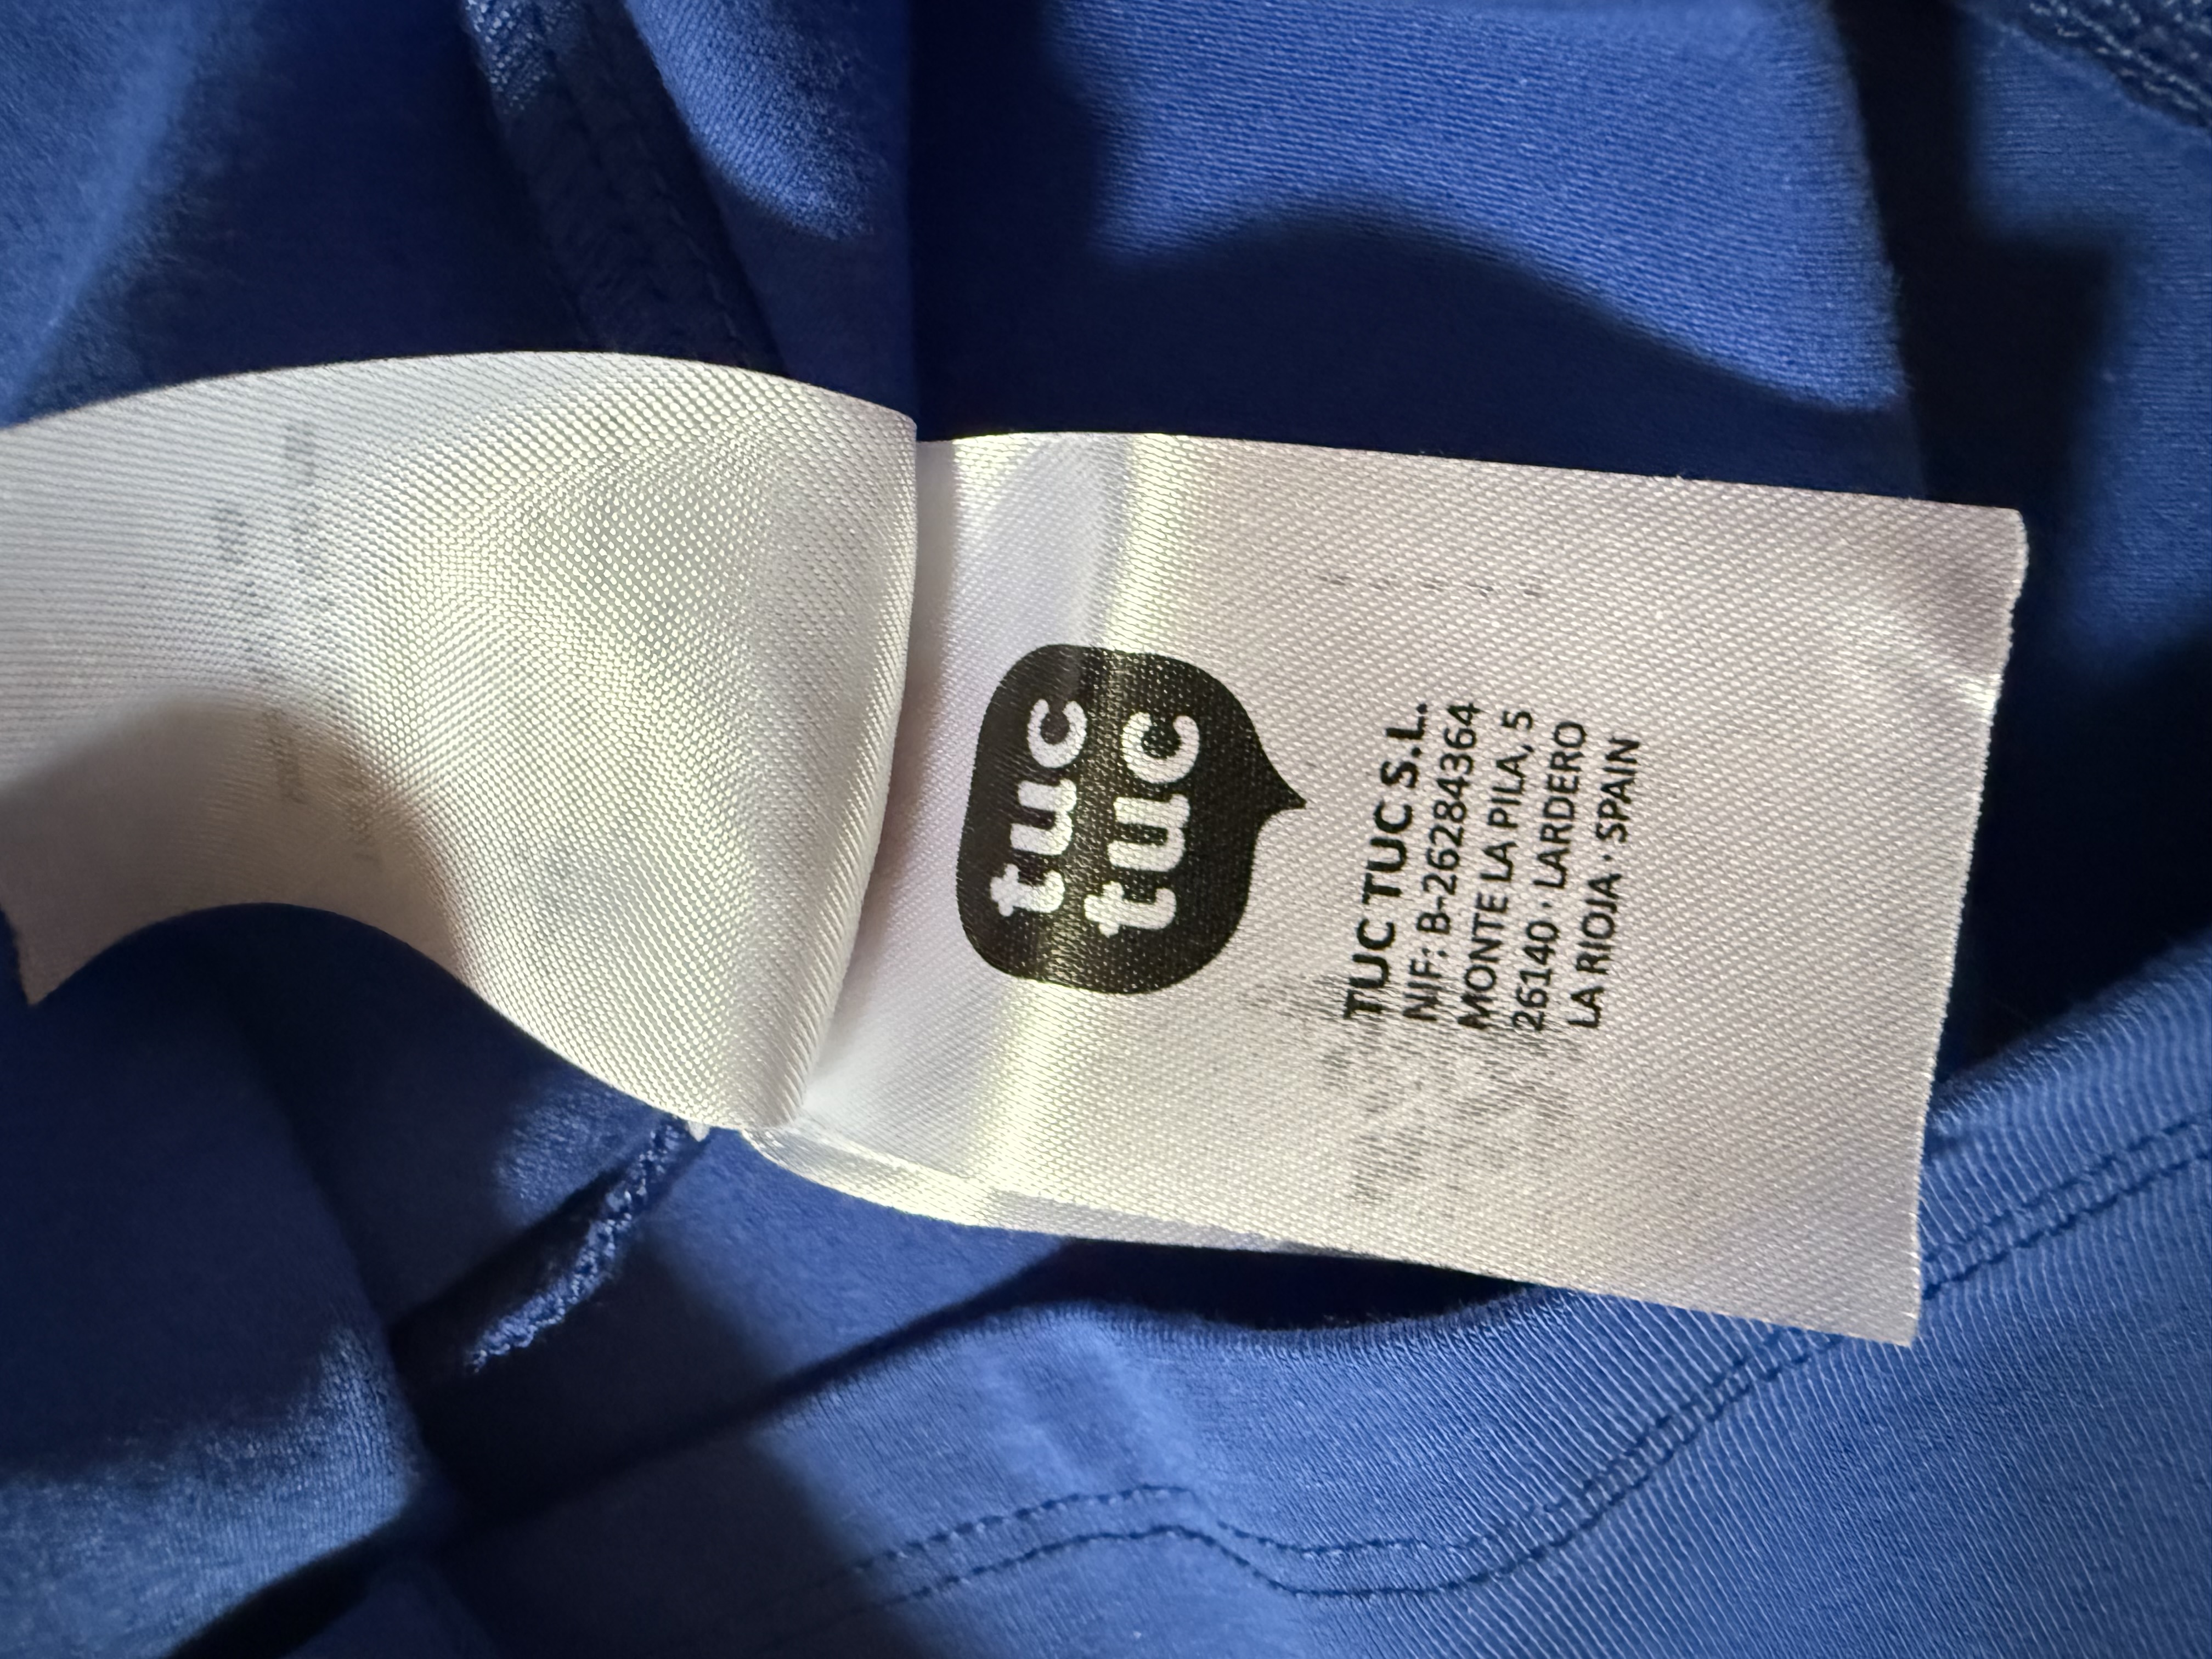 tuc
tuc
TUC TUC S.L.
NIF: B-26284364
MONTE LA PILA, 5
26140 · LARDERO
LA RIOJA · SPAIN